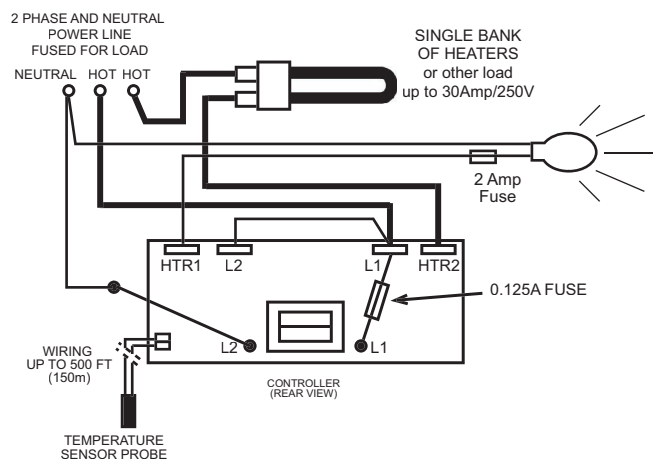 2 PHASE AND NEUTRAL
POWER LINE
FUSED FOR LOAD
NEUTRAL HOT HOT
SINGLE BANK
OF HEATERS
or other load
up to 30Amp/250V
2 Amp
Fuse
HTR1 L2 L1 HTR2
0.125A FUSE
L2 L1
WIRING
UP TO 500 FT
(150m)
CONTROLLER
(REAR VIEW)
TEMPERATURE
SENSOR PROBE